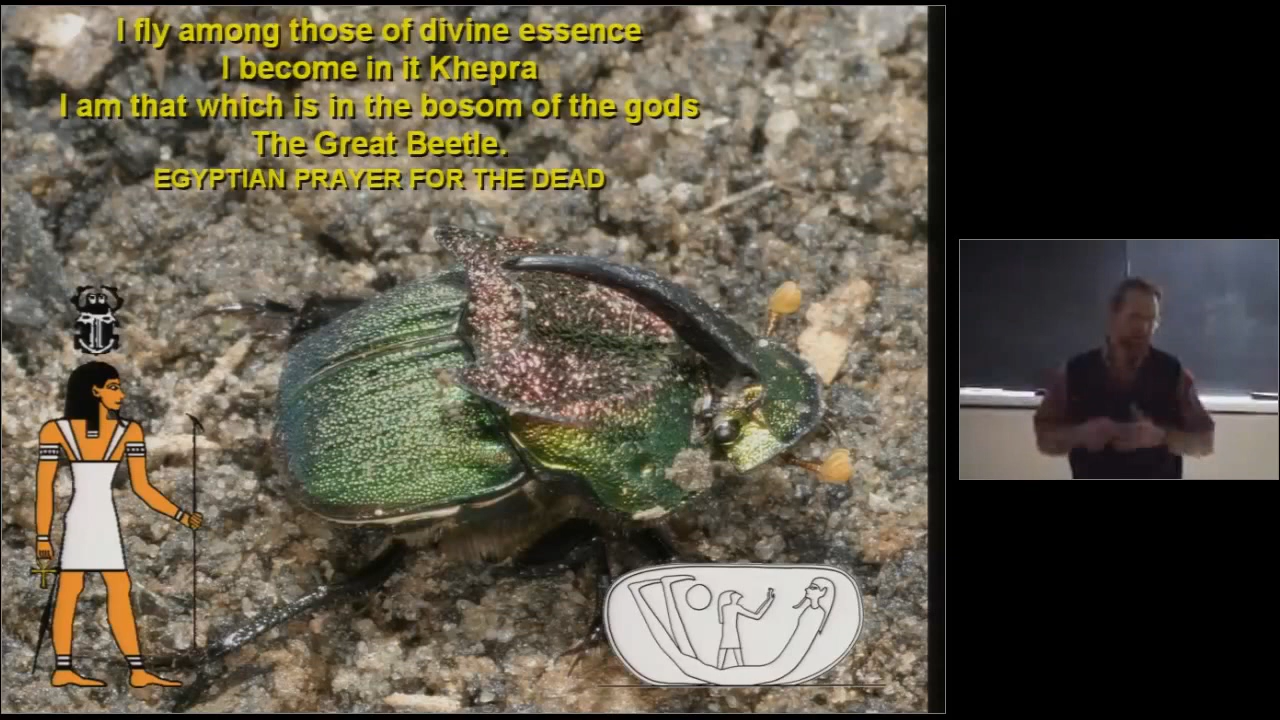 I fly among those of divine essence
I become in it Khepra
I am that which is in the bosom of the gods
The Great Beetle.
EGYPTIAN PRAYER FOR THE DEAD